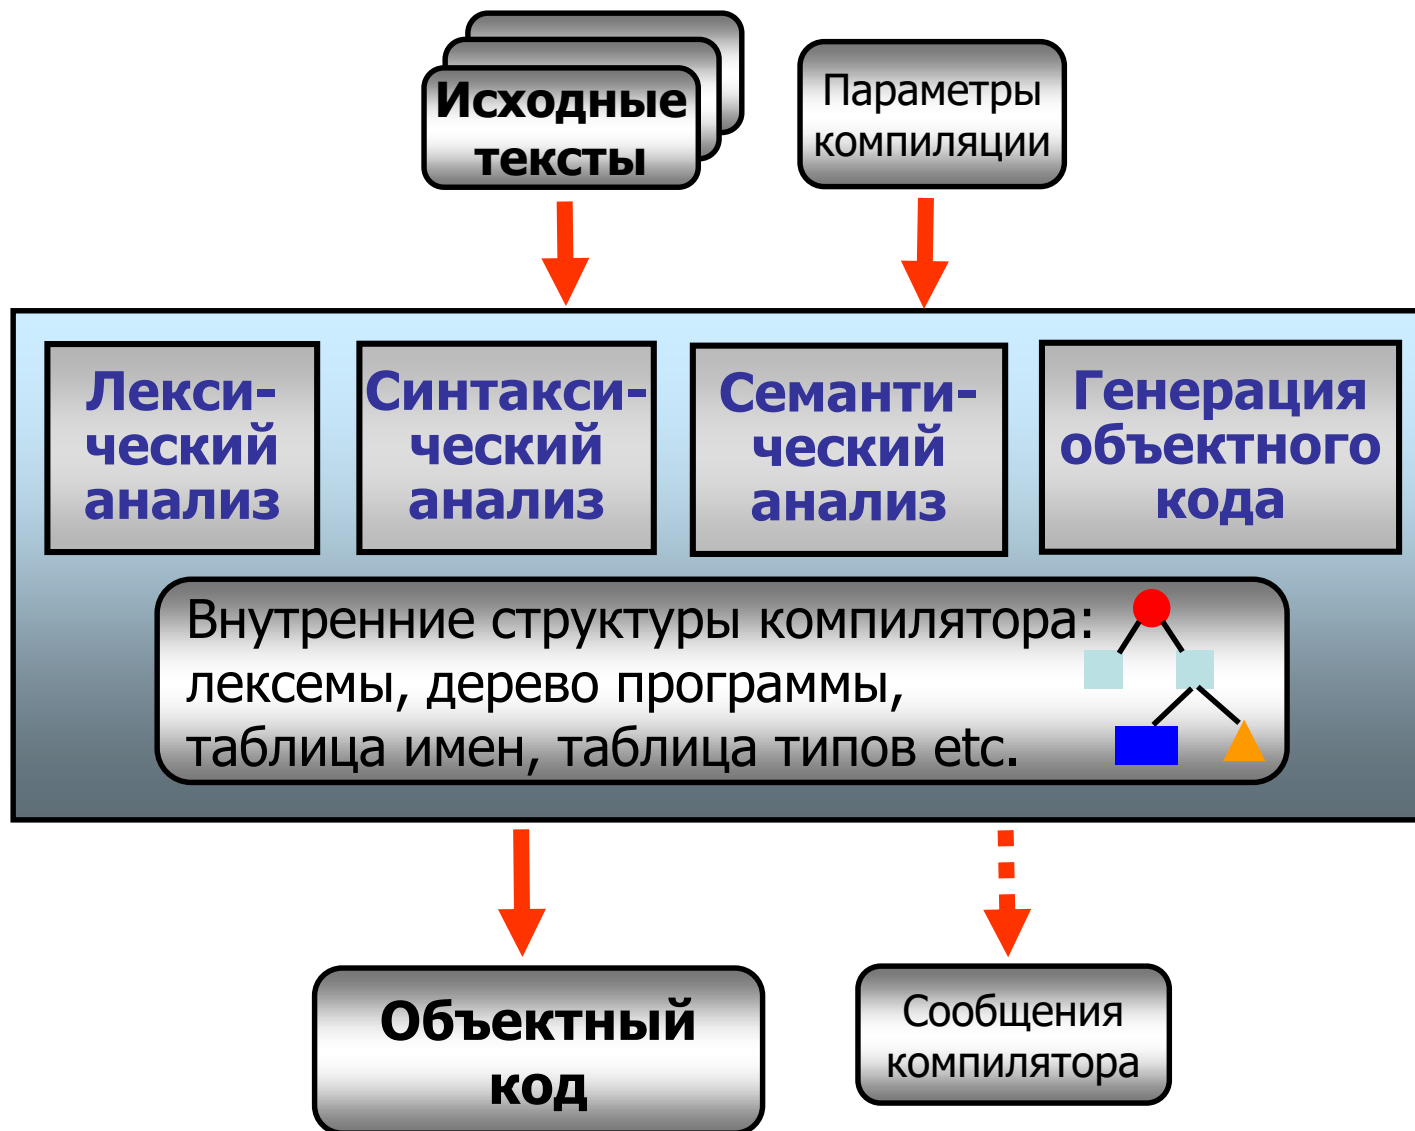 Исходные
тексты
Параметры
компиляции
Лекси-
ческий
анализ
Синтакси-
ческий
анализ
Семанти-
ческий
анализ
Генерация
объектного
кода
Внутренние структуры компилятора:
лексемы, дерево программы,
таблица имен, таблица типов etc.
Объектный
код
Сообщения
компилятора